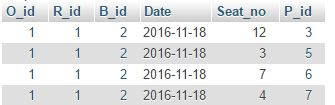 O_id R_id B_id Date Seat_no P_id
1 1 2 2016-11-18 12 3
1 1 2 2016-11-18 3 5
1 1 2 2016-11-18 7 6
1 1 2 2016-11-18 4 7